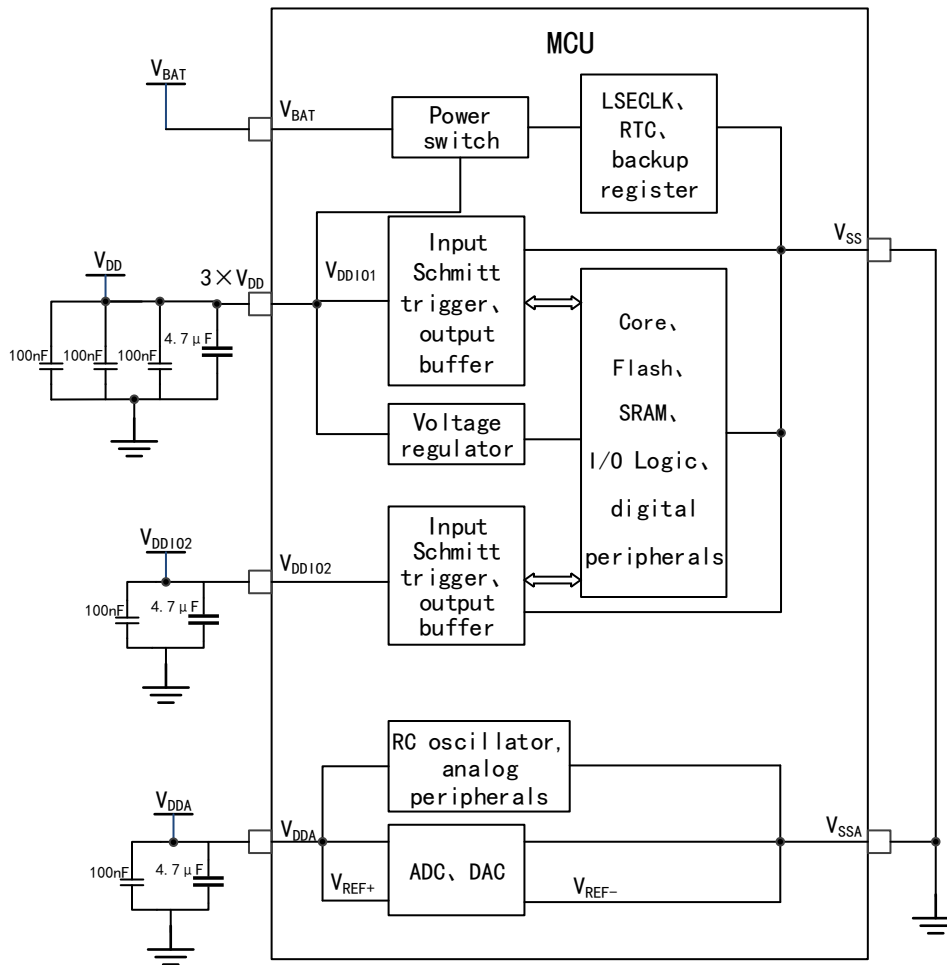 MCU
V_BAT
V_BAT
Power
switch
LSECLK、
RTC、
backup
register
V_DD
3×V_DD
V_DDIO1
Input
Schmitt
trigger、
output
buffer
V_SS
100nF
100nF
100nF
4.7μF
Core、
Flash、
SRAM、
I/O Logic、
digital
peripherals
Voltage
regulator
V_DDIO2
V_DDIO2
100nF
4.7μF
Input
Schmitt
trigger、
output
buffer
RC oscillator,
analog
peripherals
V_DDA
V_DDA
100nF
4.7μF
V_REF+
ADC、DAC
V_REF-
V_SSA